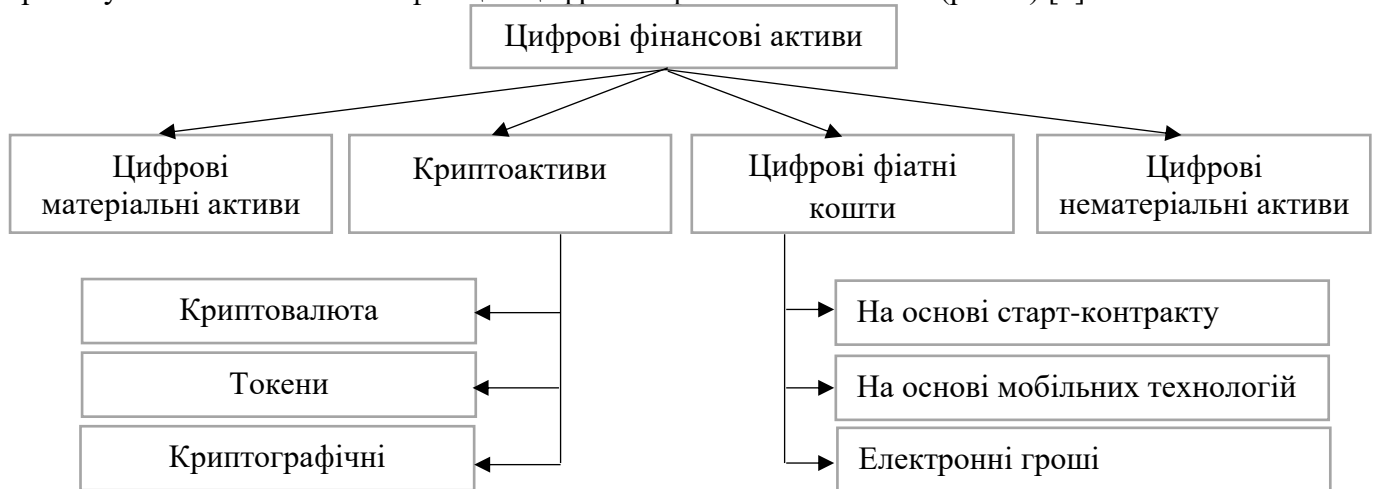 Цифрові фінансові активи
Цифрові
матеріальні активи
Криптоактиви
Цифрові фіатні
кошти
Цифрові
нематеріальні активи
Криптовалюта
Токени
Криптографічні
На основі старт-контракту
На основі мобільних технологій
Електронні гроші